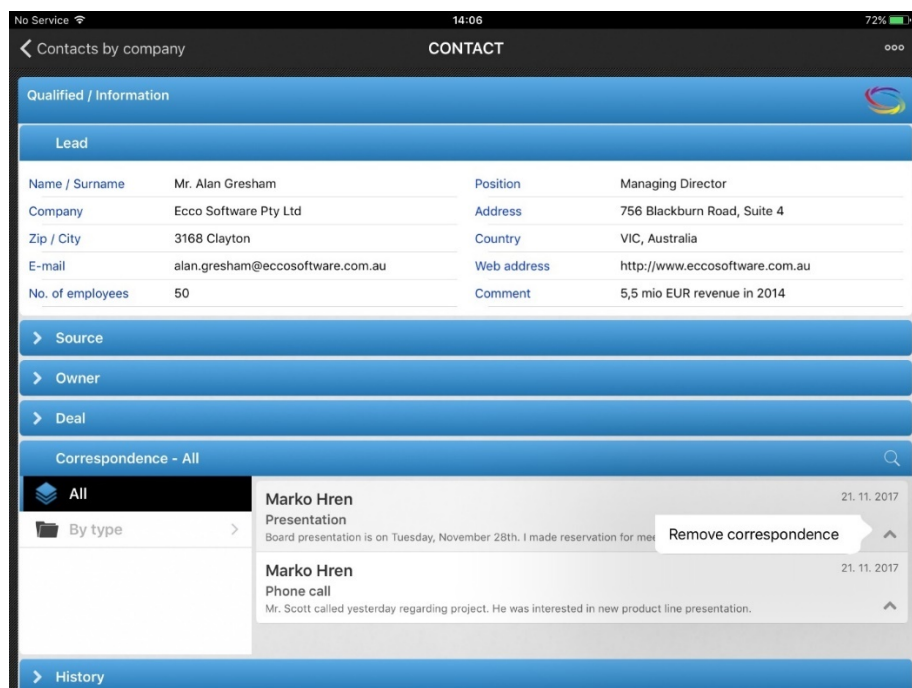 No Service 14:06 72%
Contacts by company CONTACT
Qualified / Information
Lead
Name / Surname Mr. Alan Gresham Position Managing Director
Company Ecco Software Pty Ltd Address 756 Blackburn Road, Suite 4
Zip / City 3168 Clayton Country VIC, Australia
E-mail alan.gresham@eccosoftware.com.au Web address http://www.eccosoftware.com.au
No. of employees 50 Comment 5,5 mio EUR revenue in 2014
Source
Owner
Deal
Correspondence - All
All
By type
Marko Hren 21. 11. 2017
Presentation
Board presentation is on Tuesday, November 28th. I made reservation for
Remove correspondence
Marko Hren 21. 11. 2017
Phone call
Mr. Scott called yesterday regarding project. He was interested in new product line presentation.
History